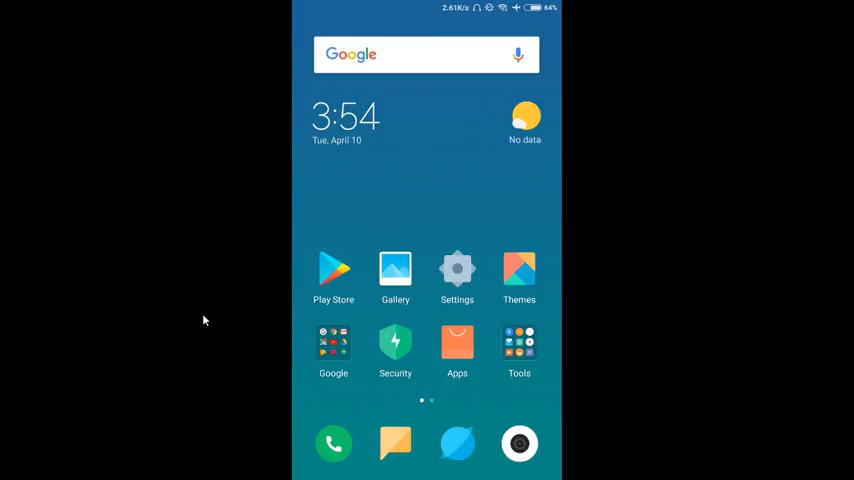 2.61K/s 64%
Google
3:54
Tue, April 10
No data
Play Store Gallery Settings Themes
Google Security Apps Tools